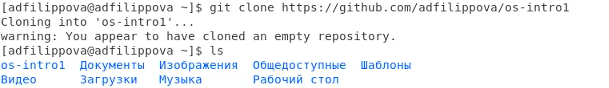 [adfilippova@adfilippova ~]$ git clone https://github.com/adfilippova/os-intro1
Cloning into 'os-intro1'...
warning: You appear to have cloned an empty repository.
[adfilippova@adfilippova ~]$ ls
os-intro1  Документы  Изображения  Общедоступные  Шаблоны
Видео      Загрузки   Музыка       Рабочий стол